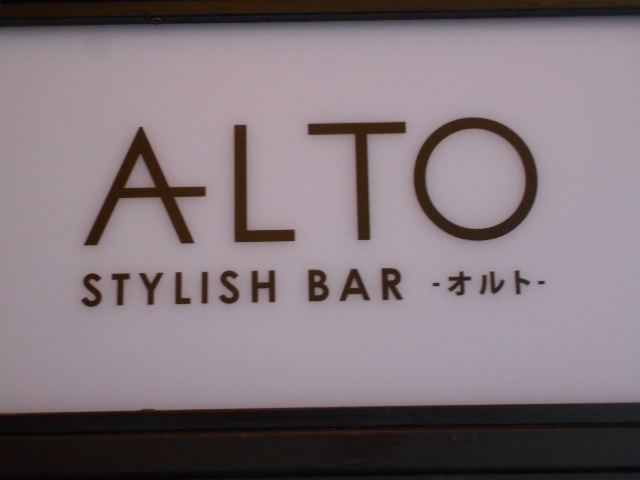 ALTO
STYLISH BAR -オルト-